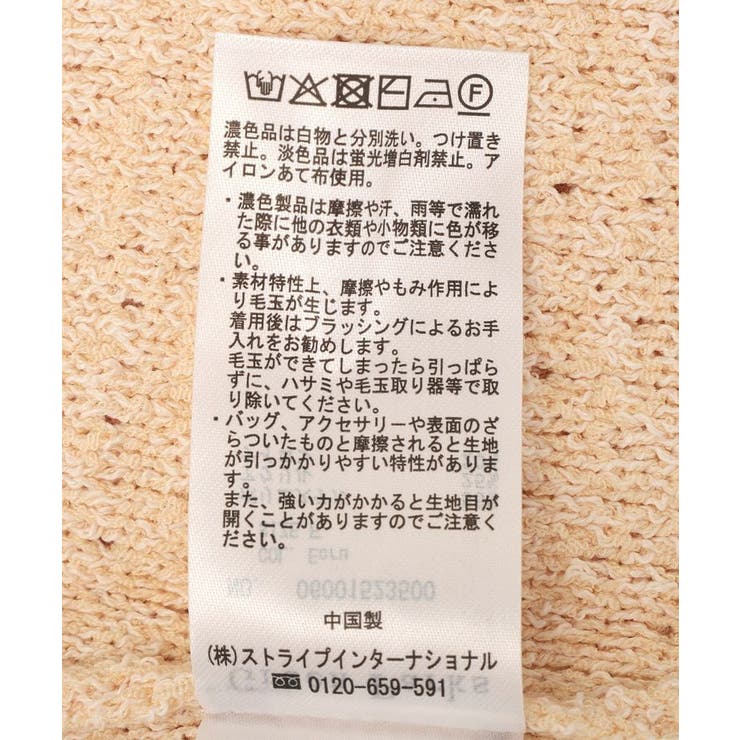 F
濃色品は白物と分別洗い。つけ置き
禁止。淡色品は蛍光増白剤禁止。ア
イロンあて布使用。
・濃色製品は摩擦や汗、雨等で濡れ
た際に他の衣類や小物類に色が移
る事がありますのでご注意くださ
い。
・素材特性上、摩擦やもみ作用によ
り毛玉が生じます。
着用後はブラッシングによるお手
入れをお勧めします。
毛玉ができてしまったら引っぱら
ずに、ハサミや毛玉取り器等で取
り除いてください。
・バッグ、アクセサリーや表面のざ
らついたものと摩擦されると生地
が引っかかりやすい特性がありま
す。
また、強い力がかかると生地目が
開くことがありますのでご注意く
ださい。
COL. Ecru
NO. 06001523500
中国製
(株)ストライプインターナショナル
0120-659-591